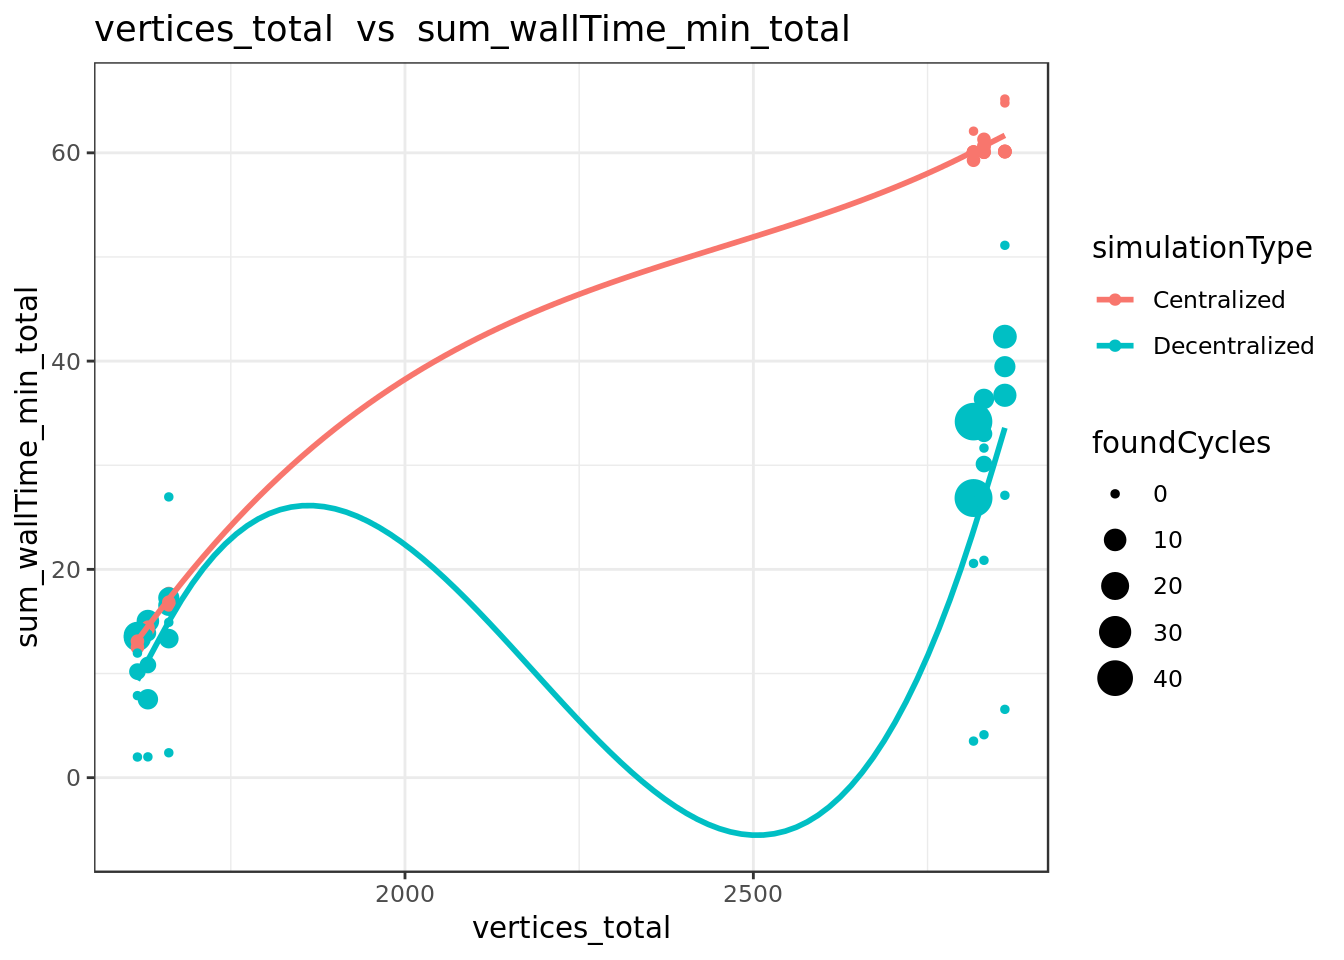 vertices_total vs sum_wallTime_min_total
sum_wallTime_min_total
60
40
20
0
2000
2500
vertices_total
simulationType
Centralized
Decentralized
foundCycles
0
10
20
30
40